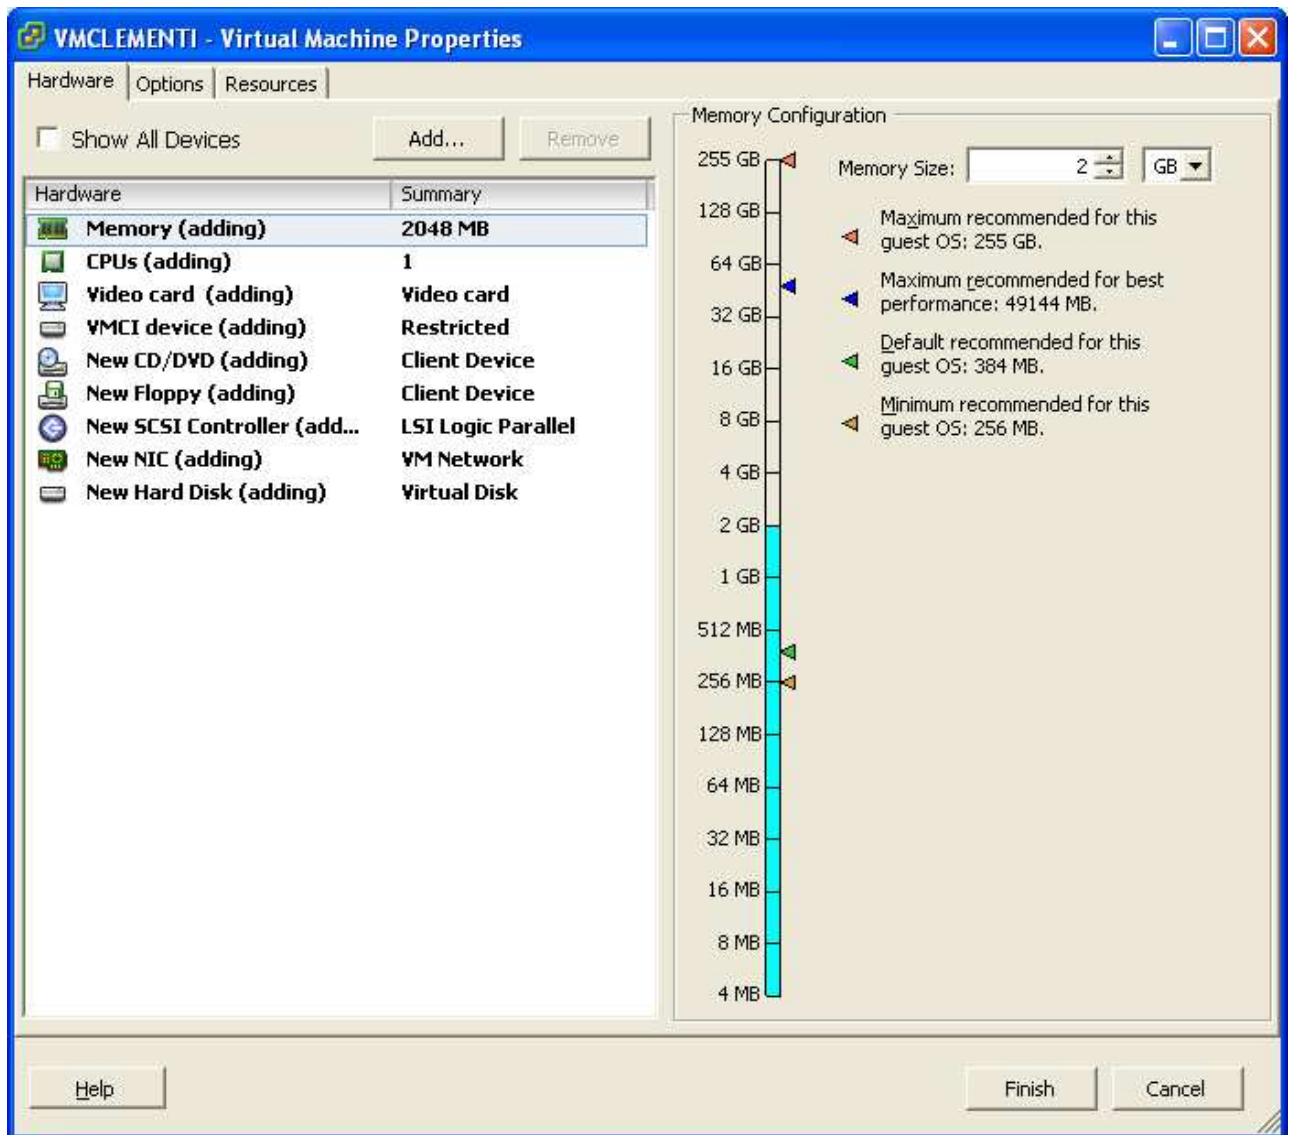 VMCLEMENTI - Virtual Machine Properties
Hardware Options Resources
Show All Devices
Add...
Remove
Hardware Summary
Memory (adding) 2048 MB
CPUs (adding) 1
Video card (adding) Video card
VMCI device (adding) Restricted
New CD/DVD (adding) Client Device
New Floppy (adding) Client Device
New SCSI Controller (add... LSI Logic Parallel
New NIC (adding) VM Network
New Hard Disk (adding) Virtual Disk
Memory Configuration
255 GB
128 GB
64 GB
32 GB
16 GB
8 GB
4 GB
2 GB
1 GB
512 MB
256 MB
128 MB
64 MB
32 MB
16 MB
8 MB
4 MB
Memory Size: 2 GB
Maximum recommended for this
guest OS: 255 GB.
Maximum recommended for best
performance: 49144 MB.
Default recommended for this
guest OS: 384 MB.
Minimum recommended for this
guest OS: 256 MB.
Help
Finish
Cancel